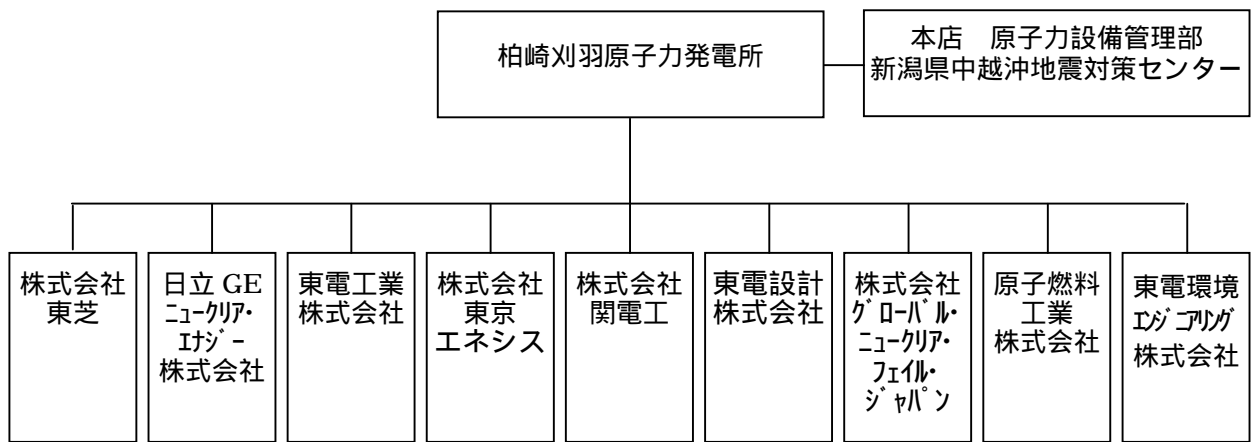 柏崎刈羽原子力発電所
本店　原子力設備管理部
新潟県中越沖地震対策センター
株式会社
東芝
日立 GE
ﾆｭｰｸﾘｱ･
ｴﾅｼﾞｰ
株式会社
東電工業
株式会社
株式会社
東京
エネシス
株式会社
関電工
東電設計
株式会社
株式会社
ｸﾞﾛｰﾊﾞﾙ･
ﾆｭｰｸﾘｱ･
ﾌｪｲﾙ･
ｼﾞｬﾊﾟﾝ
原子燃料
工業
株式会社
東電環境
ｴﾝｼﾞﾆｱﾘﾝｸﾞ
株式会社